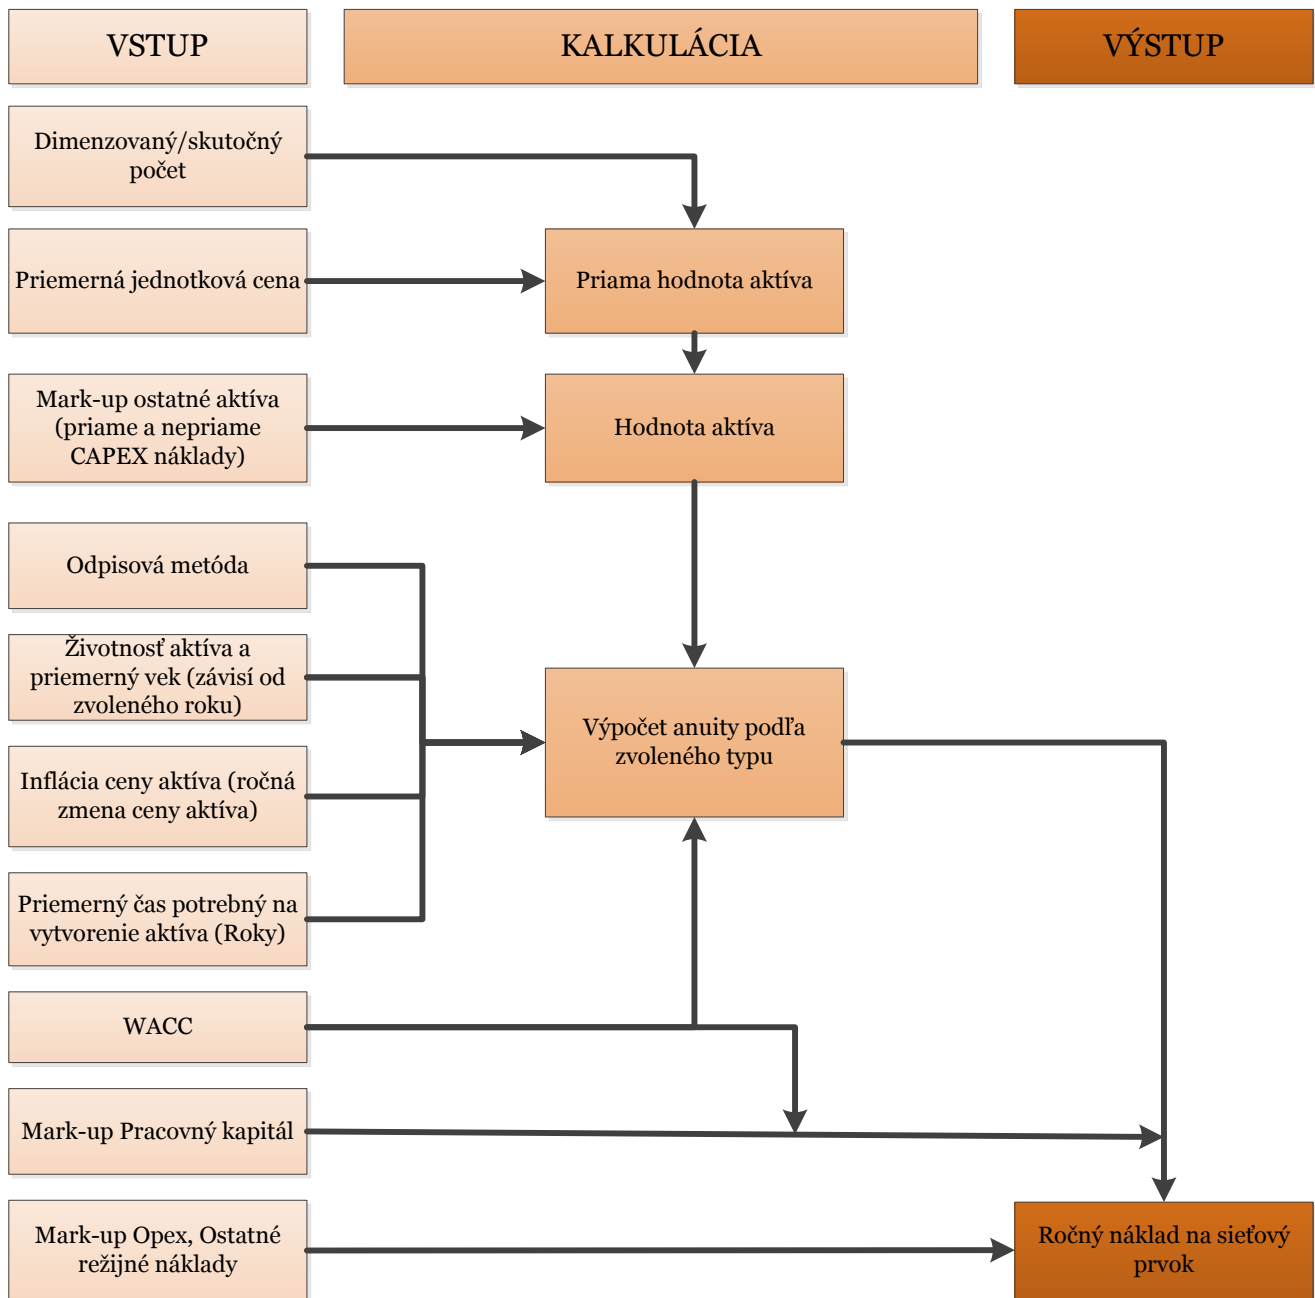 VSTUP
KALKULÁCIA
VÝSTUP
Dimenzovaný/skutočný
počet
Priemerná jednotková cena
Priama hodnota aktíva
Mark-up ostatné aktíva
(priame a nepriame
CAPEX náklady)
Hodnota aktíva
Odpisová metóda
Životnosť aktíva a
priemerný vek (závisí od
zvoleného roku)
Výpočet anuity podľa
zvoleného typu
Inflácia ceny aktíva (ročná
zmena ceny aktíva)
Priemerný čas potrebný na
vytvorenie aktíva (Roky)
WACC
Mark-up Pracovný kapitál
Mark-up Opex, Ostatné
režijné náklady
Ročný náklad na sieťový
prvok